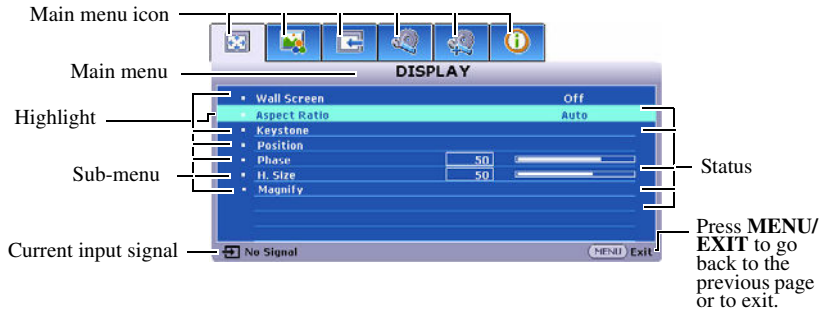 Main menu icon
Main menu
DISPLAY
Highlight
Wall Screen Off
Aspect Ratio Auto
Keystone
Position
Phase 50
H. Size 50
Magnify
Sub-menu
Status
Current input signal
No Signal
MENU Exit
Press MENU/
EXIT to go
back to the
previous page
or to exit.